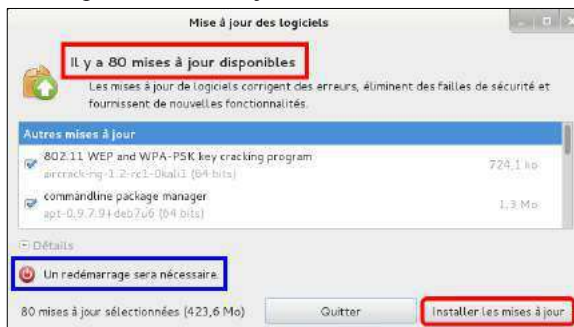 Mise à jour des logiciels
Il y a 80 mises à jour disponibles
Les mises à jour de logiciels corrigent des erreurs, éliminent des failles de sécurité et
fournissent de nouvelles fonctionnalités.
Autres mises à jour
802.11 WEP and WPA-PSK key cracking program
724,1 ko
aircrack-ng-1.2-rc1-0kali1 (64 bits)
commandline package manager
1,3 Mo
apt-0.9.7.9+deb7u6 (64 bits)
Détails
Un redémarrage sera nécessaire.
80 mises à jour sélectionnées (423,6 Mo)
Quitter
Installer les mises à jour